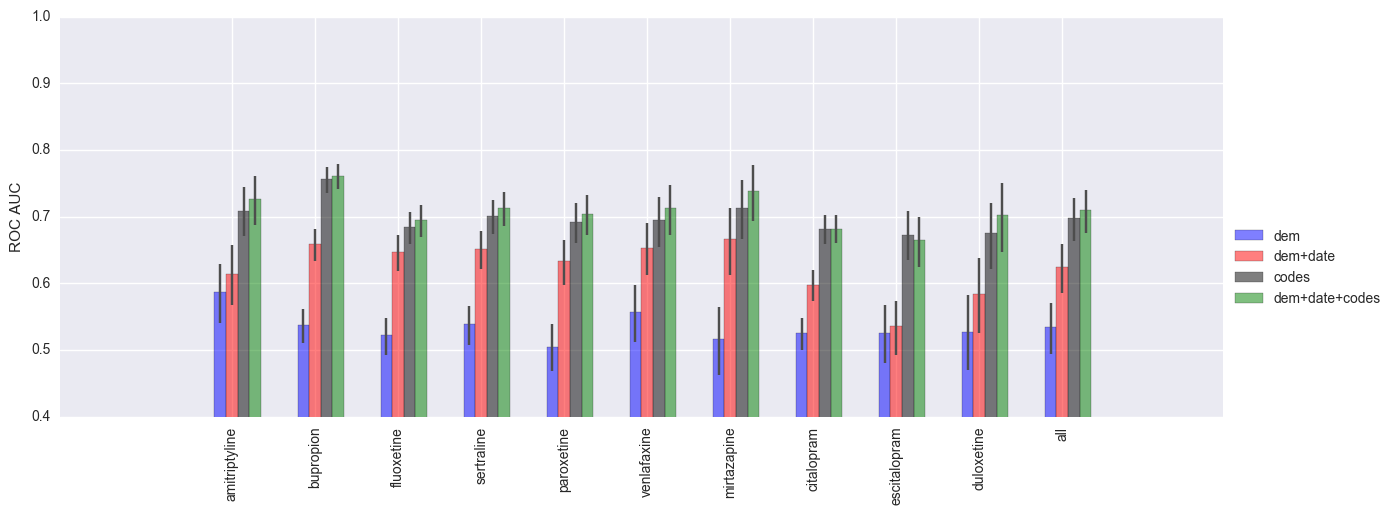 1.0
0.9
0.8
0.7
0.6
0.5
0.4
ROC AUC
amitriptyline
bupropion
fluoxetine
sertraline
paroxetine
venlafaxine
mirtazapine
citalopram
escitalopram
duloxetine
all
dem
dem+date
codes
dem+date+codes